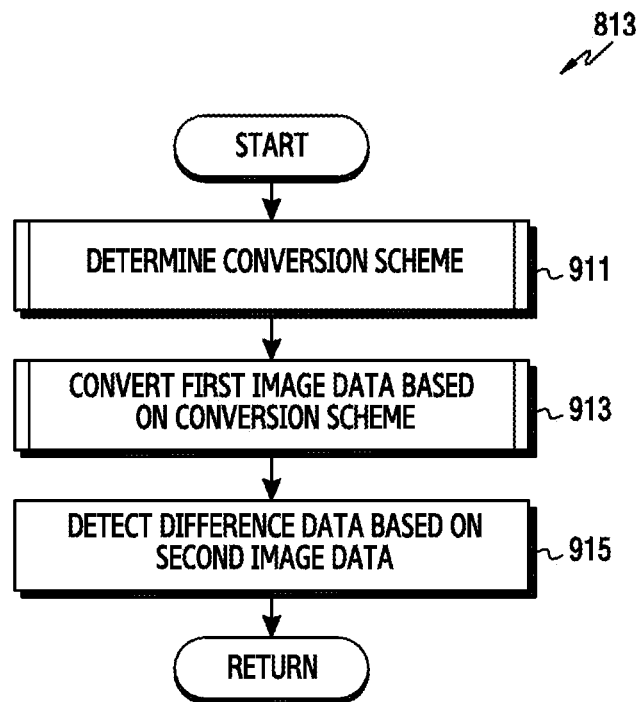 813
START
DETERMINE CONVERSION SCHEME
911
CONVERT FIRST IMAGE DATA BASED
ON CONVERSION SCHEME
913
DETECT DIFFERENCE DATA BASED ON
SECOND IMAGE DATA
915
RETURN